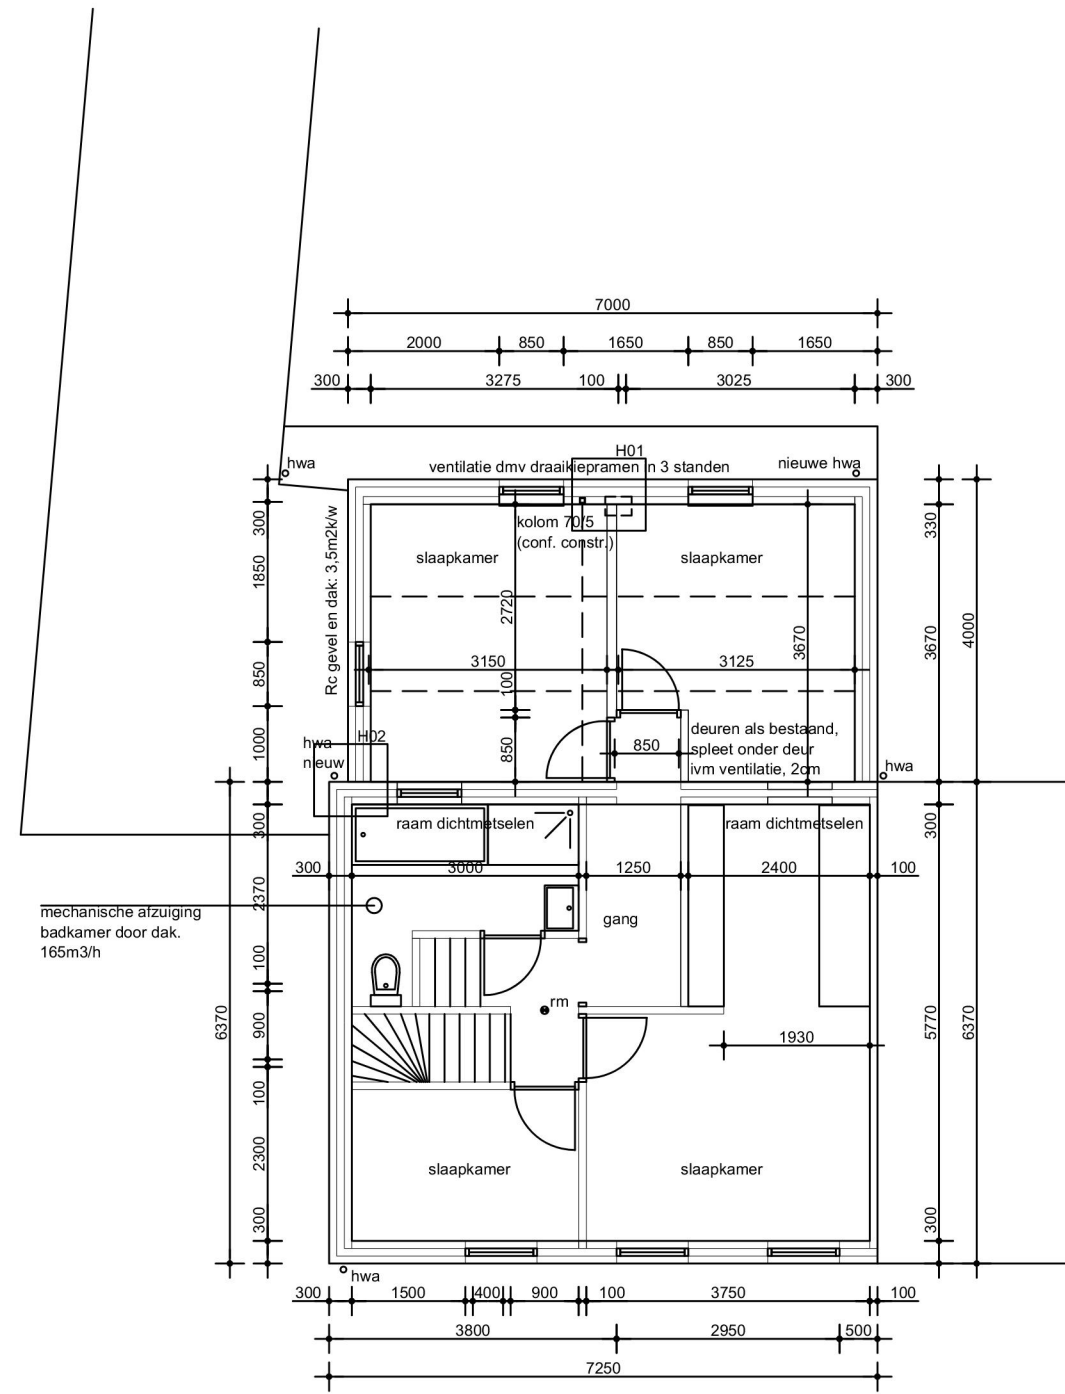 7000
2000 850 1650 850 1650
300 3275 100 3025 300
H01
hwa
ventilatie dmv draaikiepramen in 3 standen
nieuwe hwa
kolom 70/5
(conf. constr.)
slaapkamer
slaapkamer
Rc gevel en dak: 3,5m2k/w
300
1850
850
1000
300
2370
100
900
100
2300
300
6370
2720
100
850
3150
3125
3670
330
3670
4000
850
deuren als bestaand,
spleet onder deur
ivm ventilatie, 2cm
H02
hwa
nieuw
hwa
raam dichtmetselen
raam dichtmetselen
300 3000 1250 2400 100
300
5770
300
6370
mechanische afzuiging
badkamer door dak.
165m3/h
gang
rm
1930
slaapkamer
slaapkamer
hwa
300 1500 400 900 100 3750 100
3800 2950 500
7250